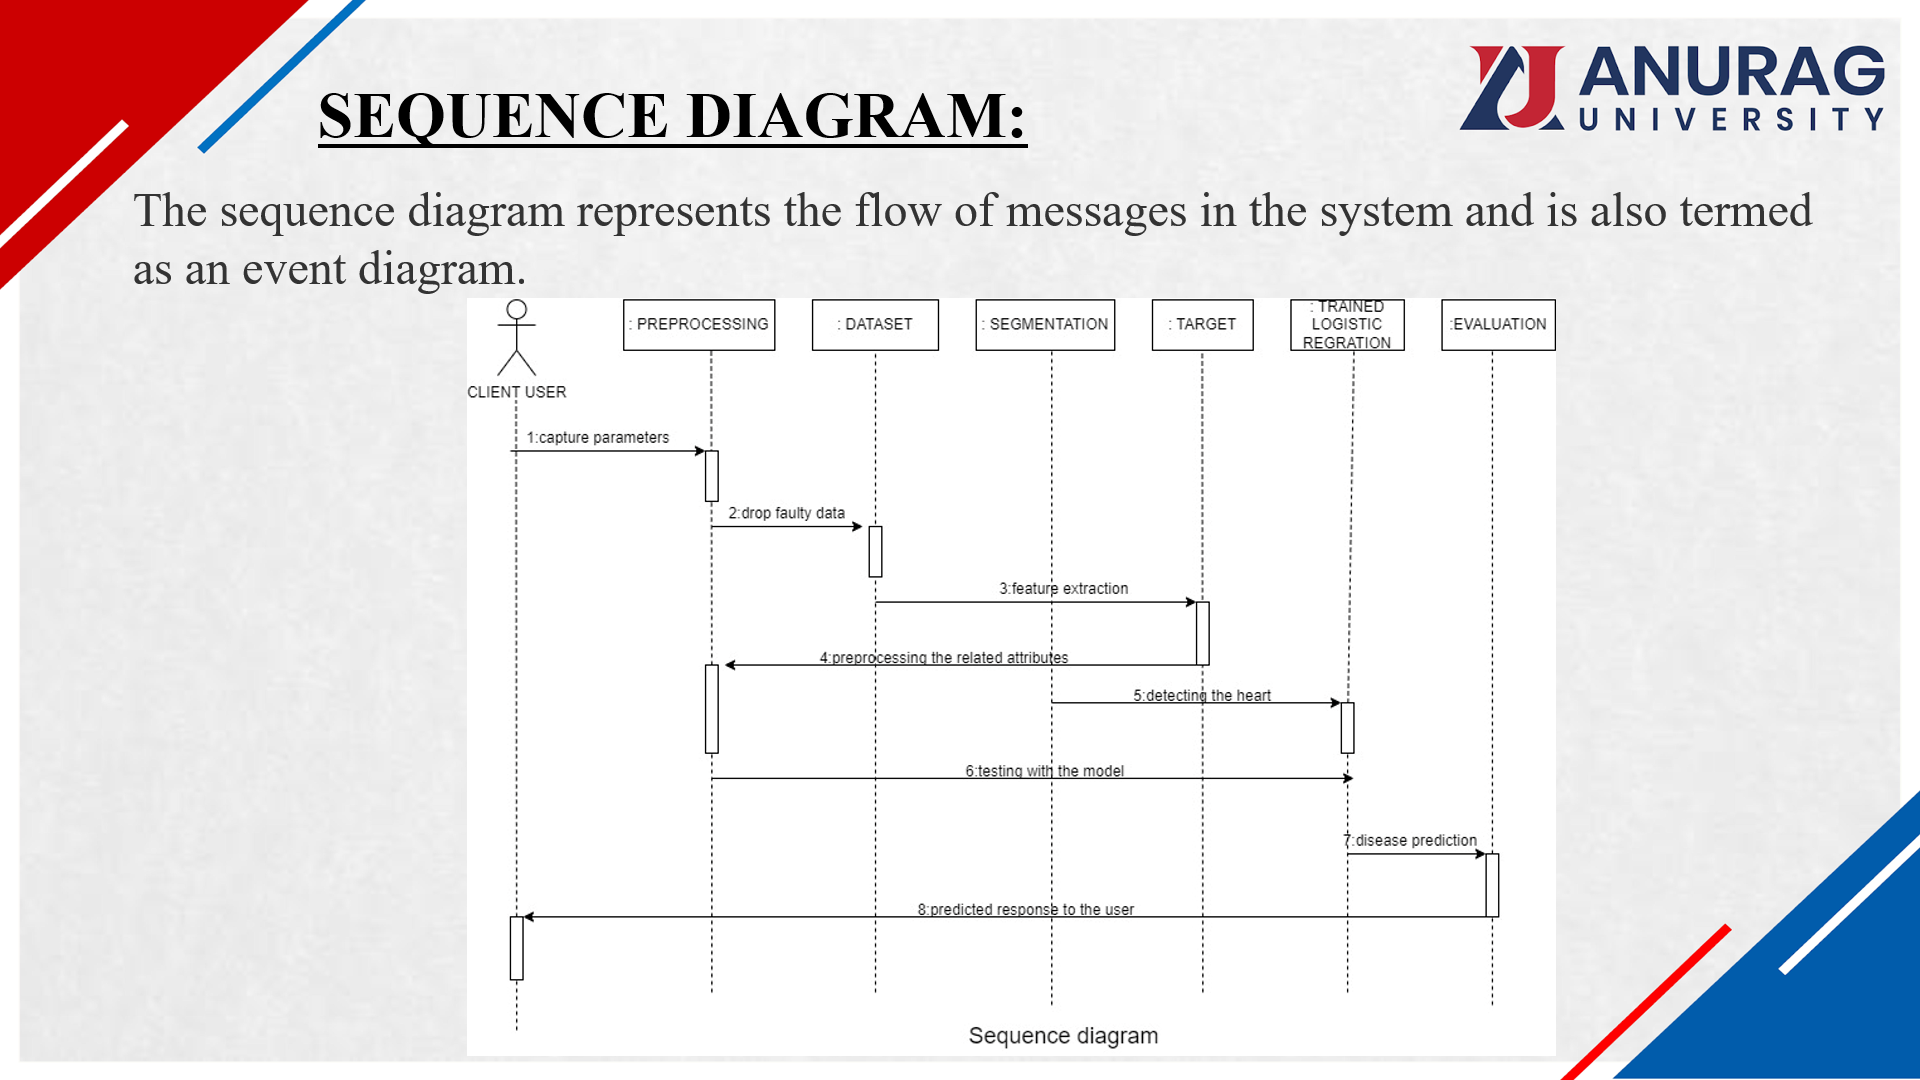 ANURAG
UNIVERSITY
SEQUENCE DIAGRAM:
The sequence diagram represents the flow of messages in the system and is also termed
as an event diagram.
CLIENT USER
: PREPROCESSING
: DATASET
: SEGMENTATION
: TARGET
: TRAINED
LOGISTIC
REGRATION
:EVALUATION
1:capture parameters
2:drop faulty data
3:feature extraction
4:preprocessing the related attributes
5:detecting the heart
6:testing with the model
7:disease prediction
8:predicted response to the user
Sequence diagram